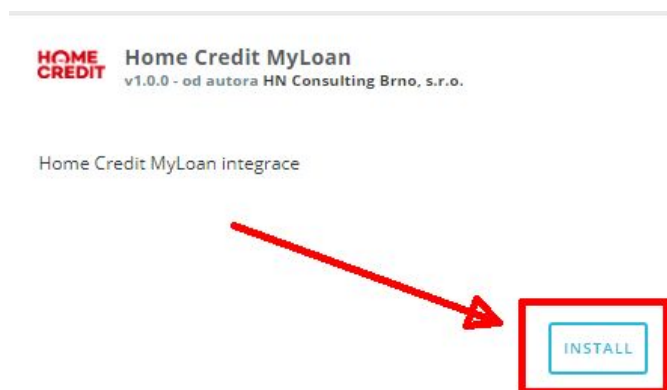 HOME
CREDIT
Home Credit MyLoan
v1.0.0 - od autora HN Consulting Brno, s.r.o.
Home Credit MyLoan integrace
INSTALL